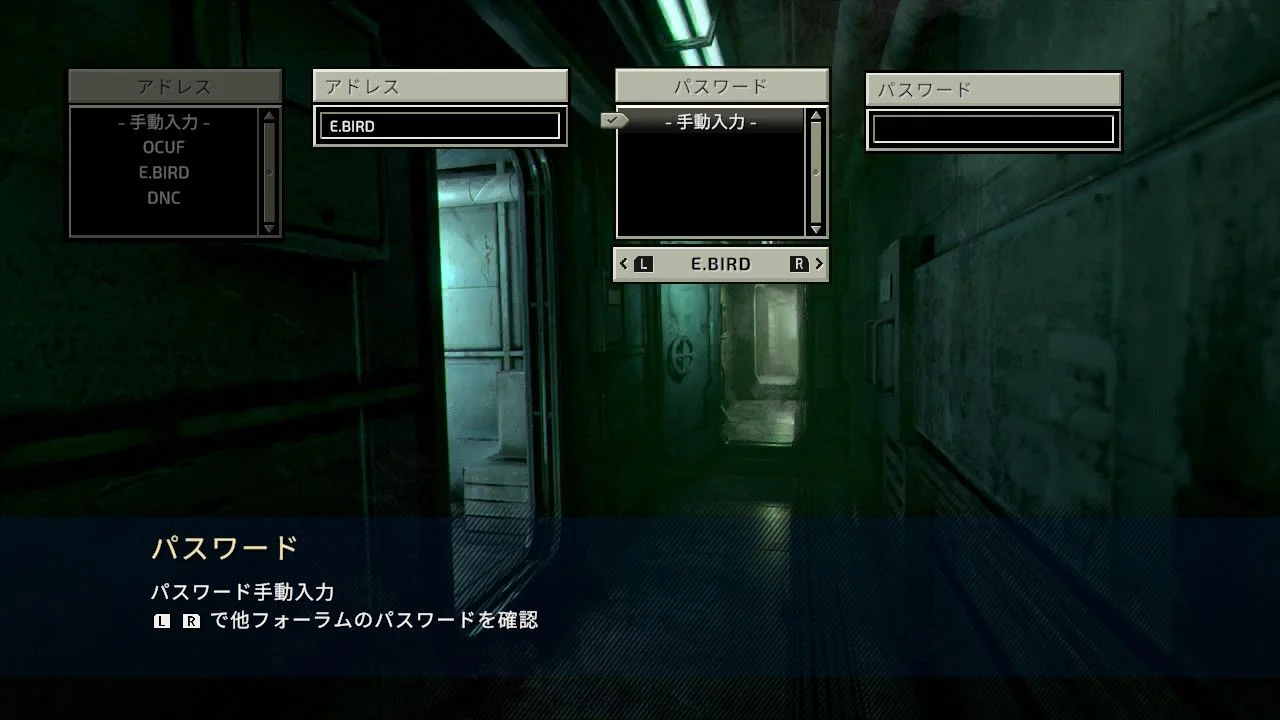 アドレス
- 手動入力 -
OCUF
E.BIRD
DNC
アドレス
E.BIRD
パスワード
- 手動入力 -
L E.BIRD R
パスワード
パスワード
パスワード手動入力
L R で他フォーラムのパスワードを確認